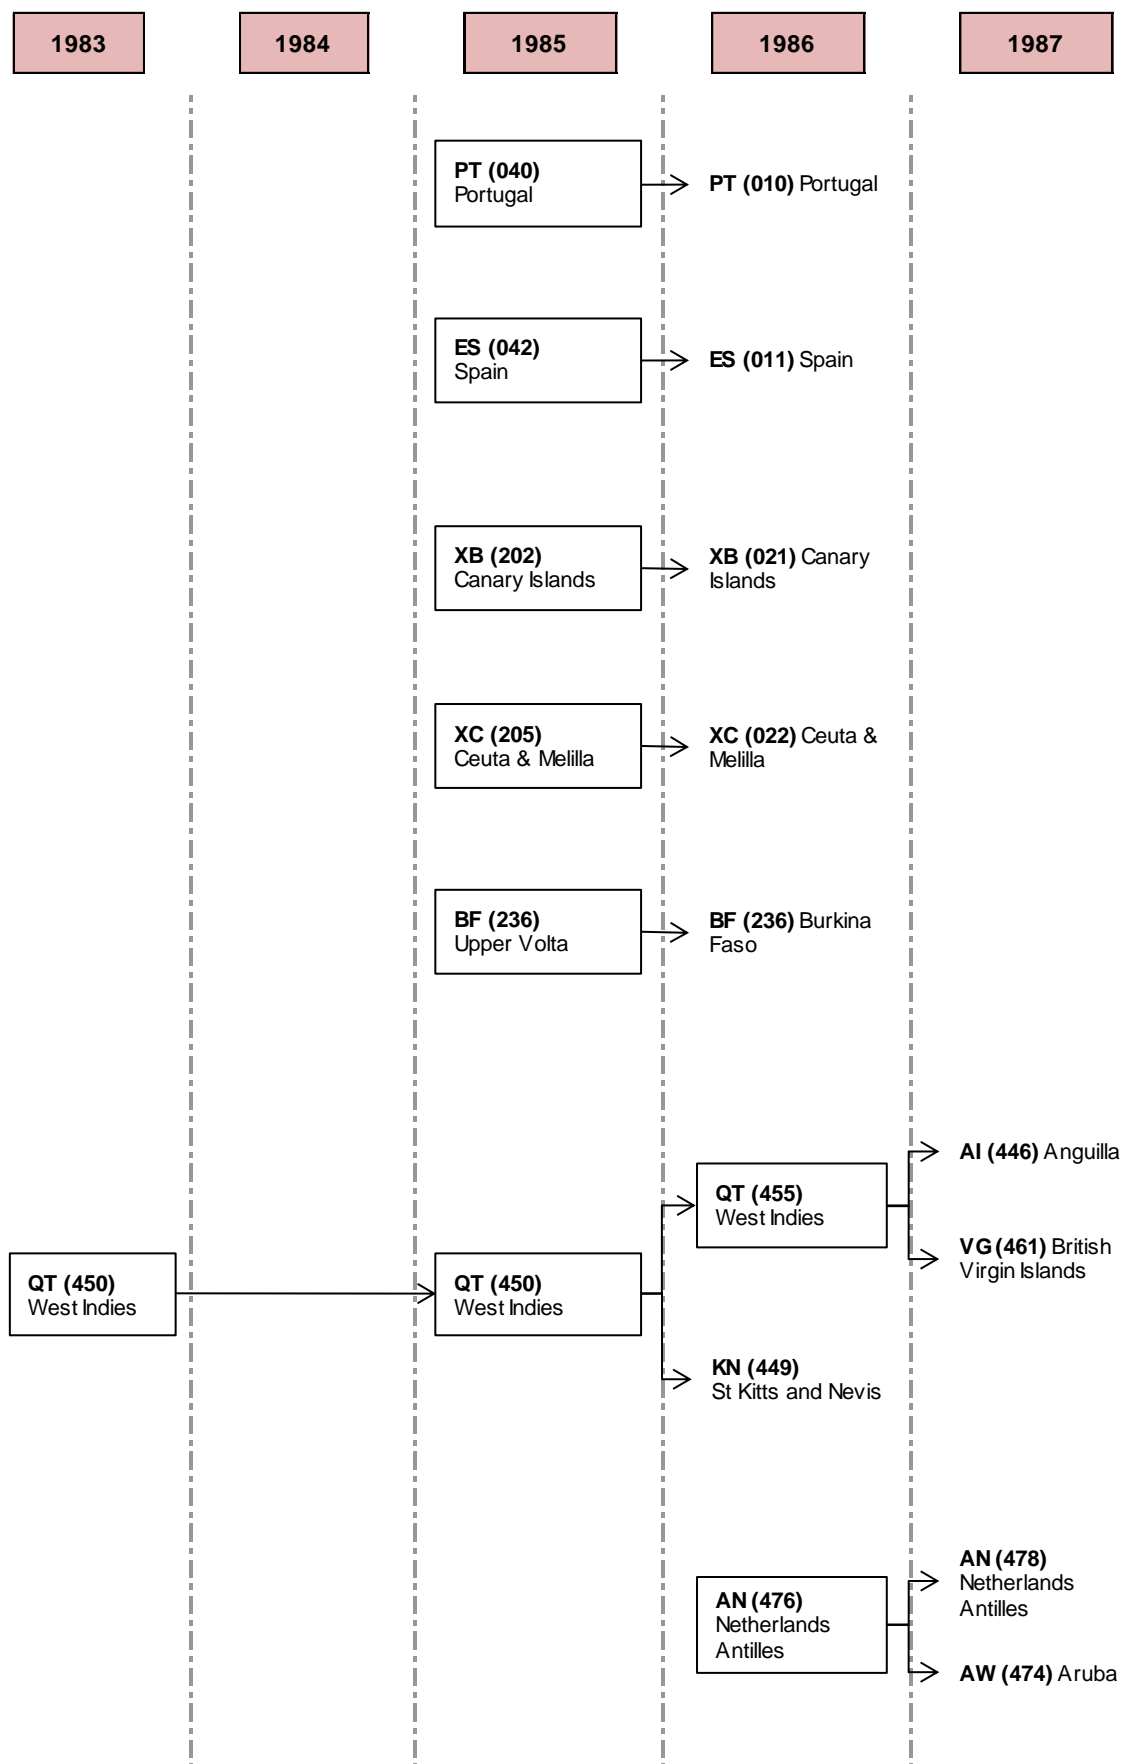 1983
1984
1985
1986
1987
PT (040)
Portugal
PT (010) Portugal
ES (042)
Spain
ES (011) Spain
XB (202)
Canary Islands
XB (021) Canary
Islands
XC (205)
Ceuta & Melilla
XC (022) Ceuta &
Melilla
BF (236)
Upper Volta
BF (236) Burkina
Faso
AI (446) Anguilla
QT (455)
West Indies
VG (461) British
Virgin Islands
QT (450)
West Indies
QT (450)
West Indies
KN (449)
St Kitts and Nevis
AN (478)
Netherlands
Antilles
AN (476)
Netherlands
Antilles
AW (474) Aruba